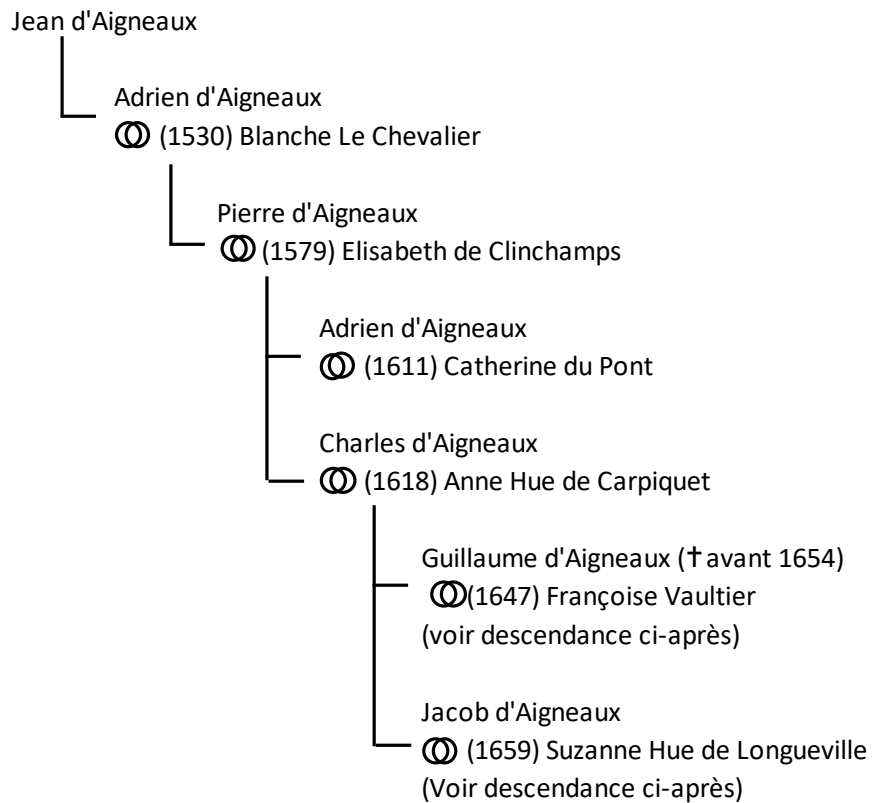 Jean d'Aigneaux
Adrien d'Aigneaux
(1530) Blanche Le Chevalier
Pierre d'Aigneaux
(1579) Elisabeth de Clinchamps
Adrien d'Aigneaux
(1611) Catherine du Pont
Charles d'Aigneaux
(1618) Anne Hue de Carpiquet
Guillaume d'Aigneaux (✝avant 1654)
(1647) Françoise Vaultier
(voir descendance ci-après)
Jacob d'Aigneaux
(1659) Suzanne Hue de Longueville
(Voir descendance ci-après)